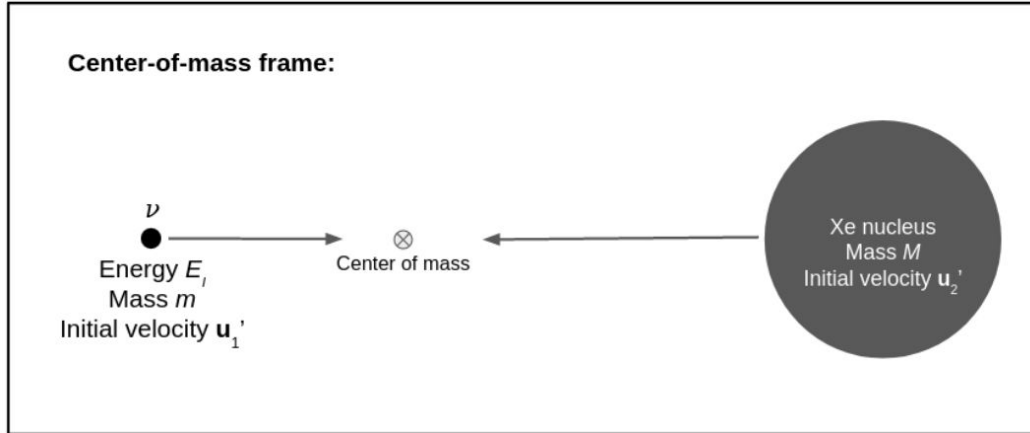 Center-of-mass frame:
ν
Energy E_I
Mass m
Initial velocity u₁’
Center of mass
Xe nucleus
Mass M
Initial velocity u₂’